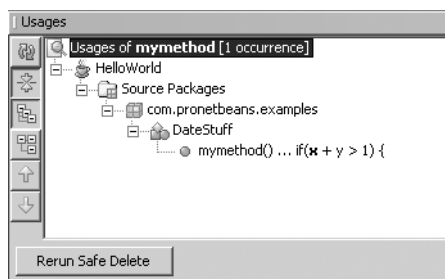 Usages
Usages of mymethod [1 occurrence]
HelloWorld
Source Packages
com.pronetbeans.examples
DateStuff
mymethod() ... if(x + y > 1) {
Rerun Safe Delete